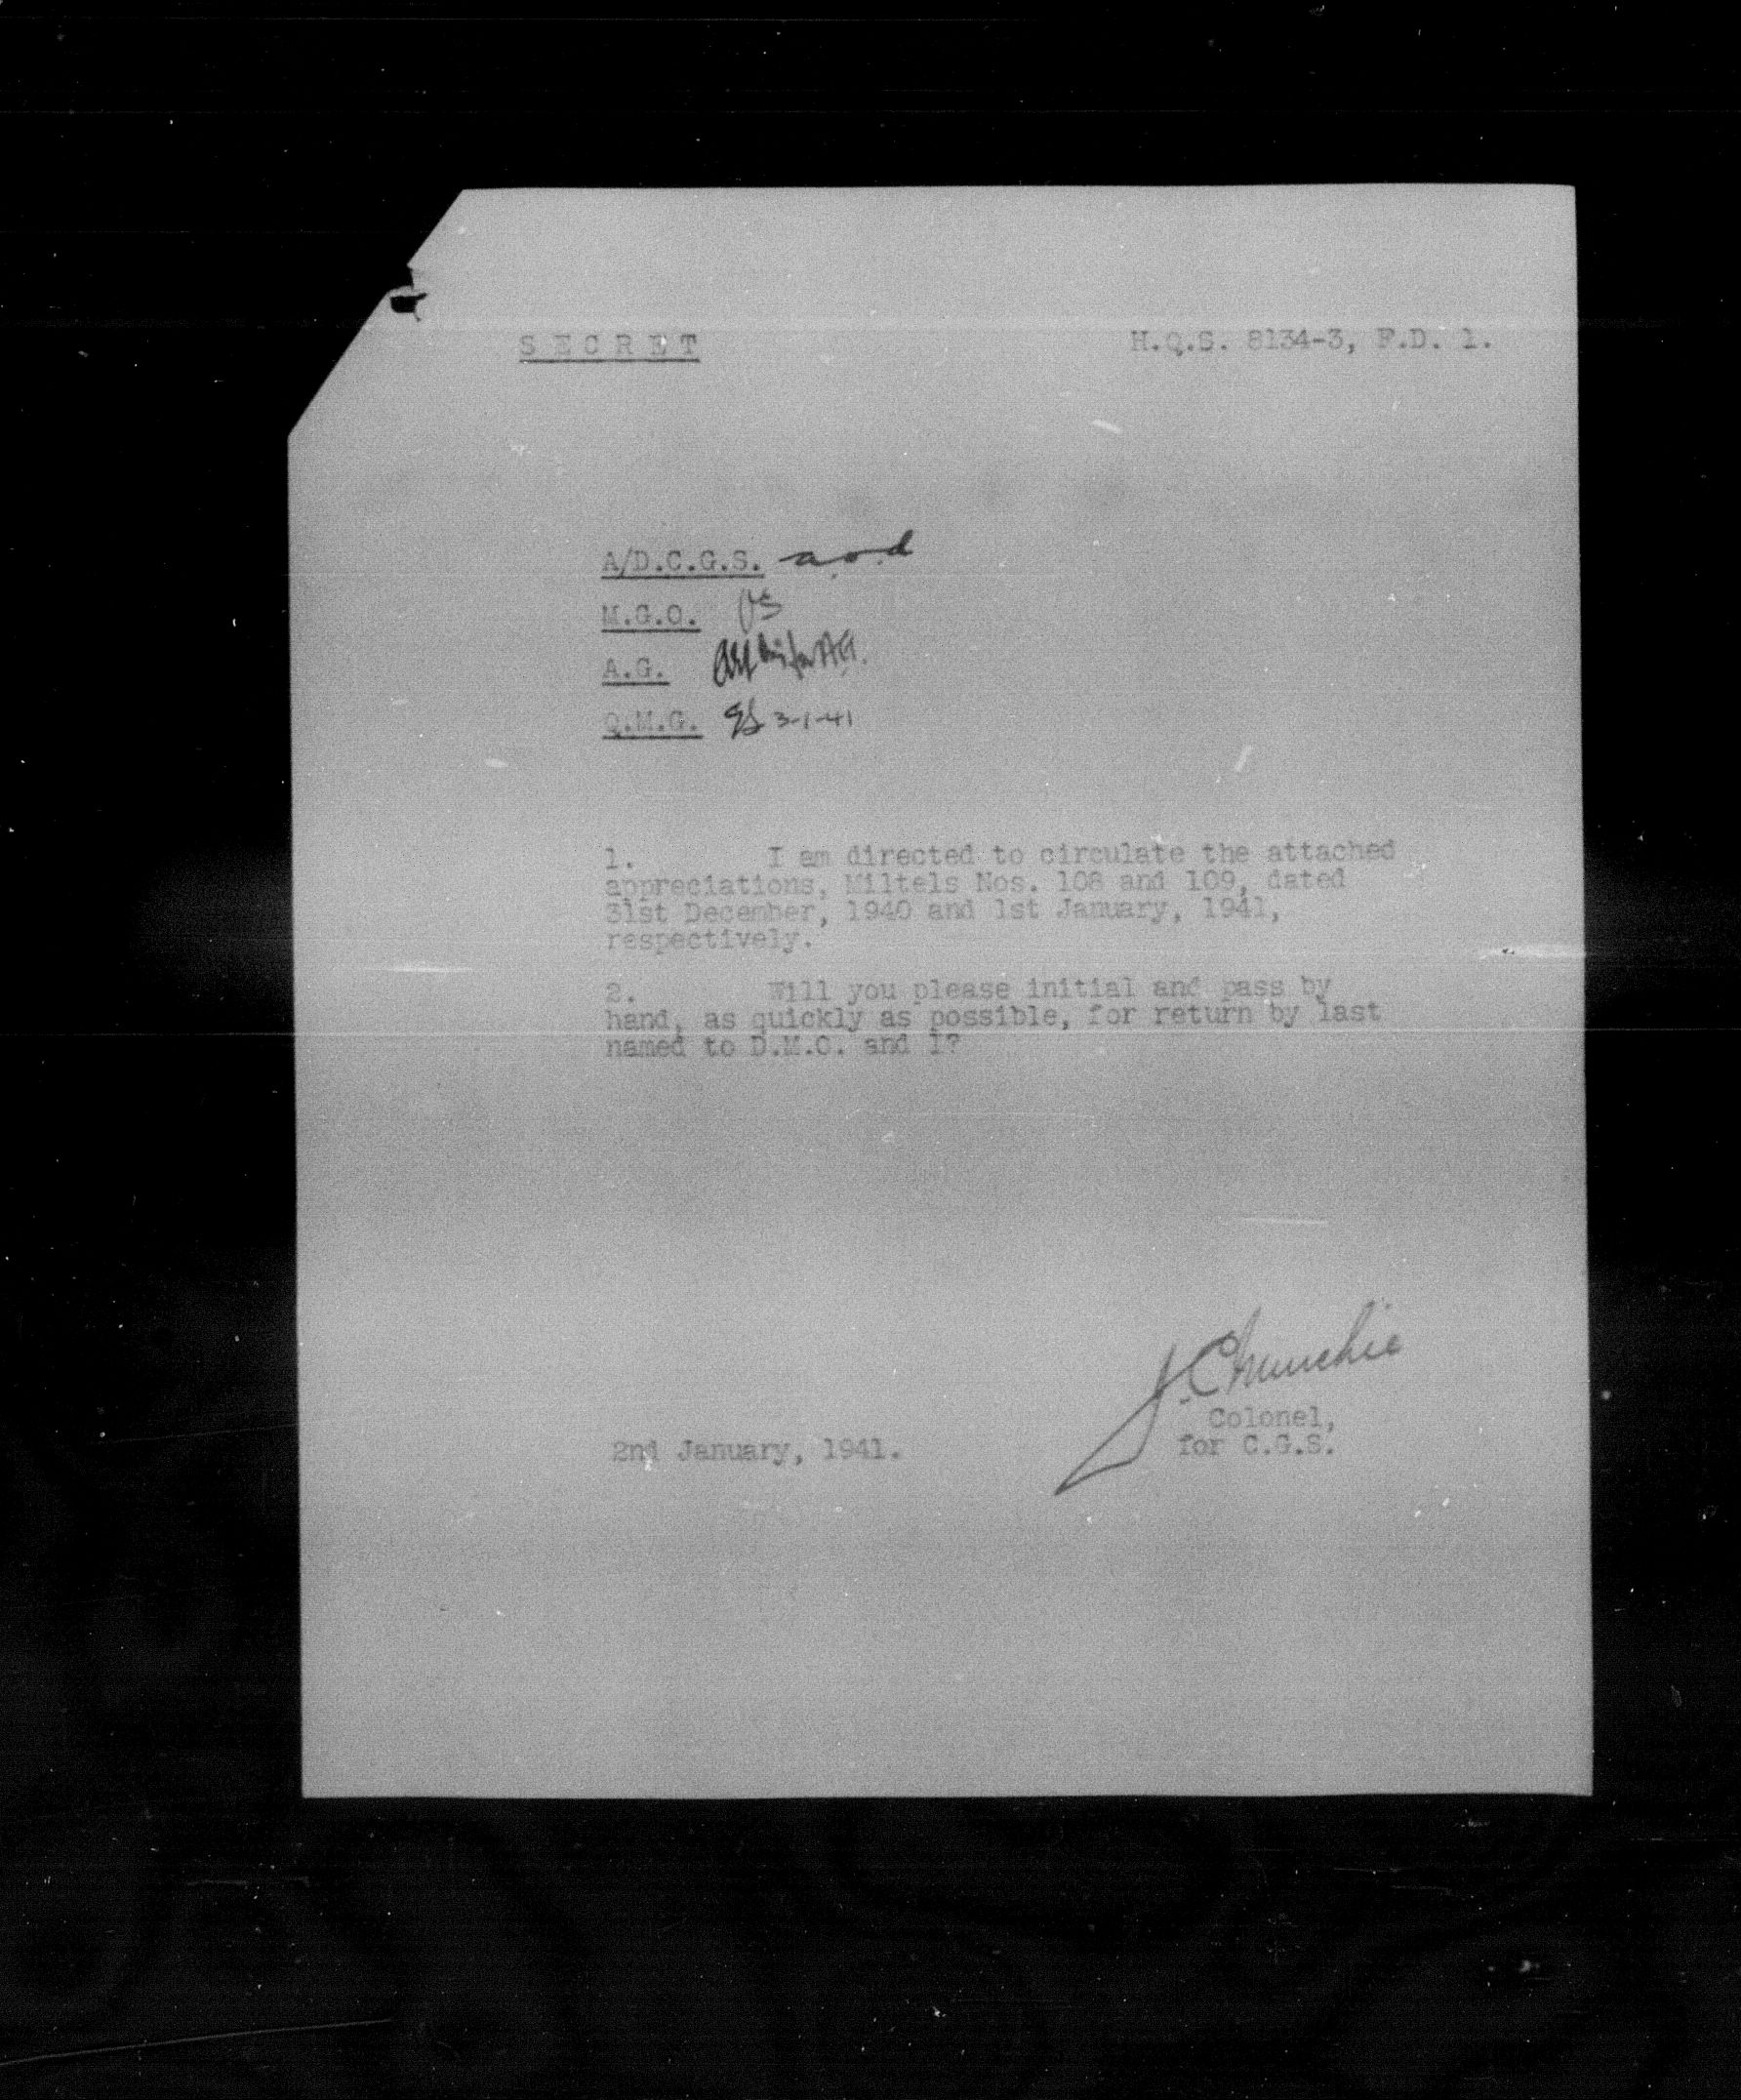 SECRET
H.Q.S. 8134-3, F.D. 1.
A/D.C.G.S. a.o.d
M.G.O.
A.G.
Q.M.G. 3-1-41
1. I am directed to circulate the attached
appreciations, Miltels Nos. 108 and 109, dated
31st December, 1940 and 1st January, 1941,
respectively.
2. Will you please initial and pass by
hand, as quickly as possible, for return by last
named to D.M.O. and I?
Colonel,
for C.G.S.
2nd January, 1941.